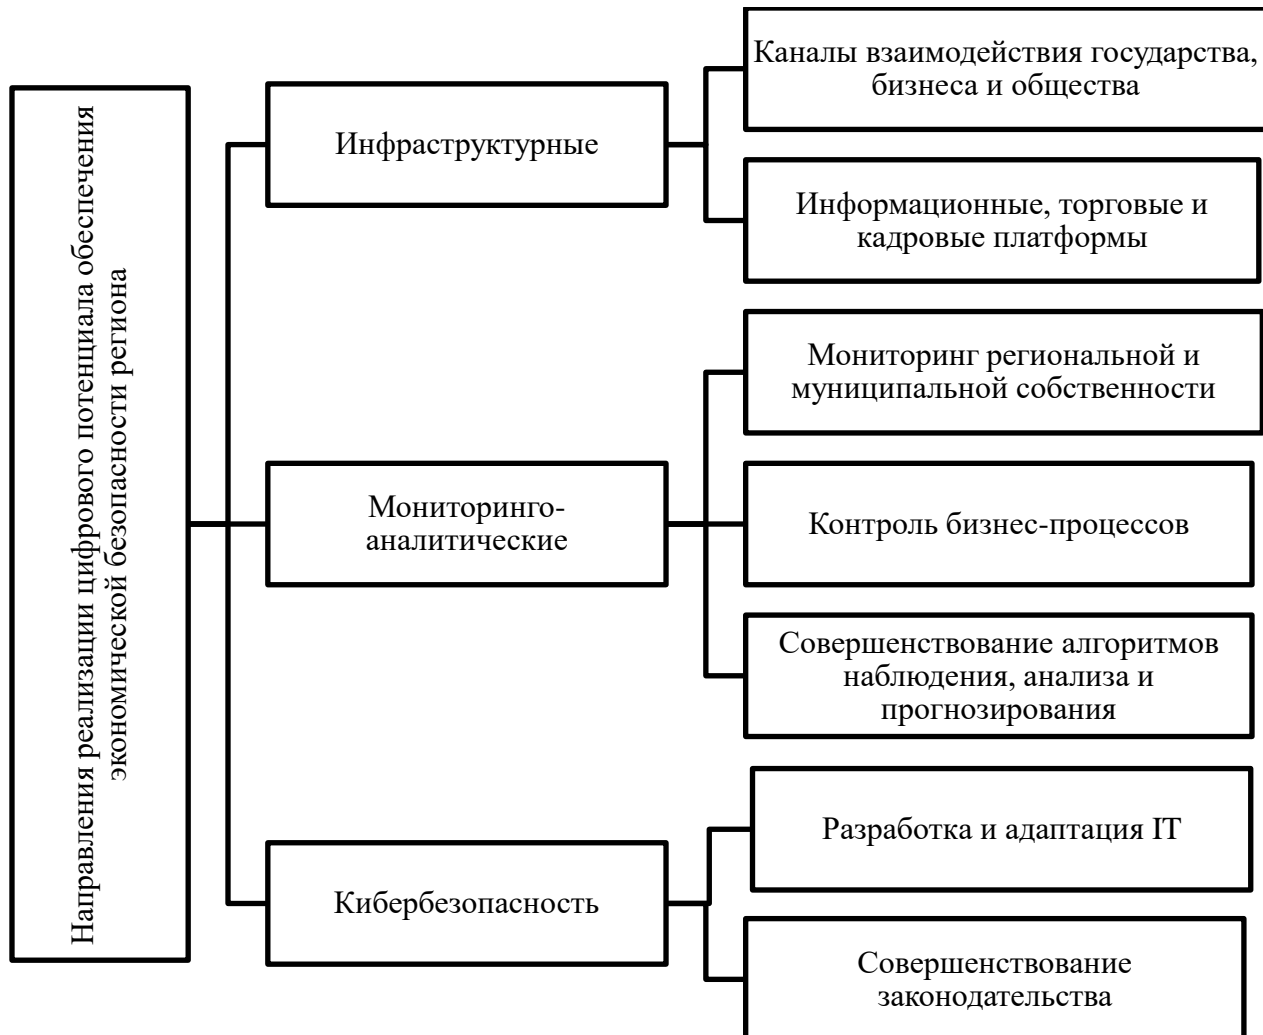 Направления реализации цифрового потенциала обеспечения
экономической безопасности региона
Инфраструктурные
Каналы взаимодействия государства,
бизнеса и общества
Информационные, торговые и
кадровые платформы
Мониторинго-
аналитические
Мониторинг региональной и
муниципальной собственности
Контроль бизнес-процессов
Совершенствование алгоритмов
наблюдения, анализа и
прогнозирования
Кибербезопасность
Разработка и адаптация IT
Совершенствование
законодательства